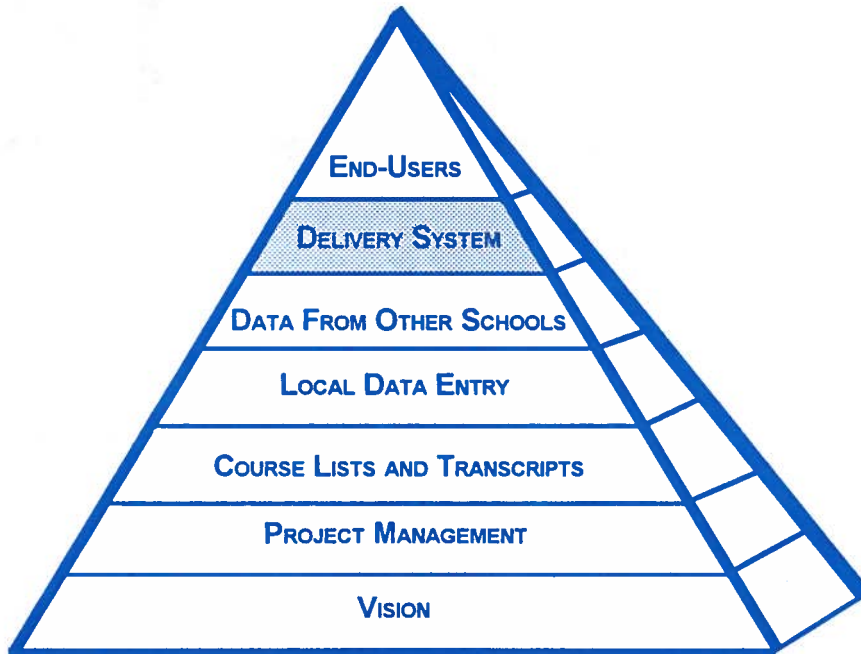 END-USERS
DELIVERY SYSTEM
DATA FROM OTHER SCHOOLS
LOCAL DATA ENTRY
COURSE LISTS AND TRANSCRIPTS
PROJECT MANAGEMENT
VISION